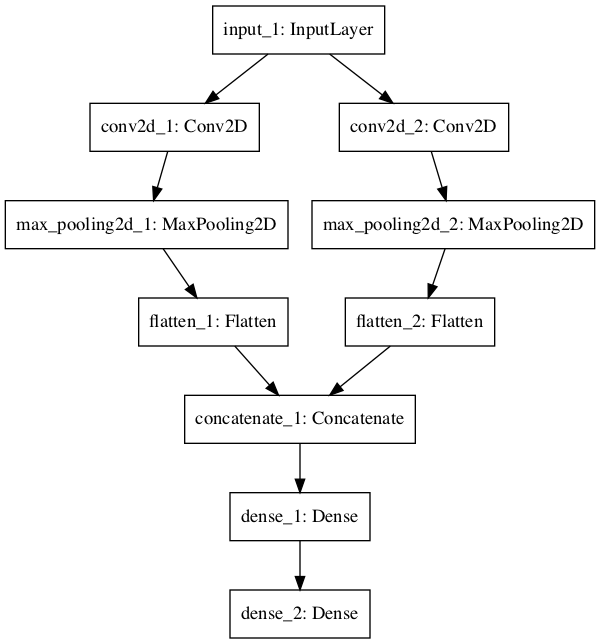 input_1: InputLayer
conv2d_1: Conv2D
conv2d_2: Conv2D
max_pooling2d_1: MaxPooling2D
max_pooling2d_2: MaxPooling2D
flatten_1: Flatten
flatten_2: Flatten
concatenate_1: Concatenate
dense_1: Dense
dense_2: Dense